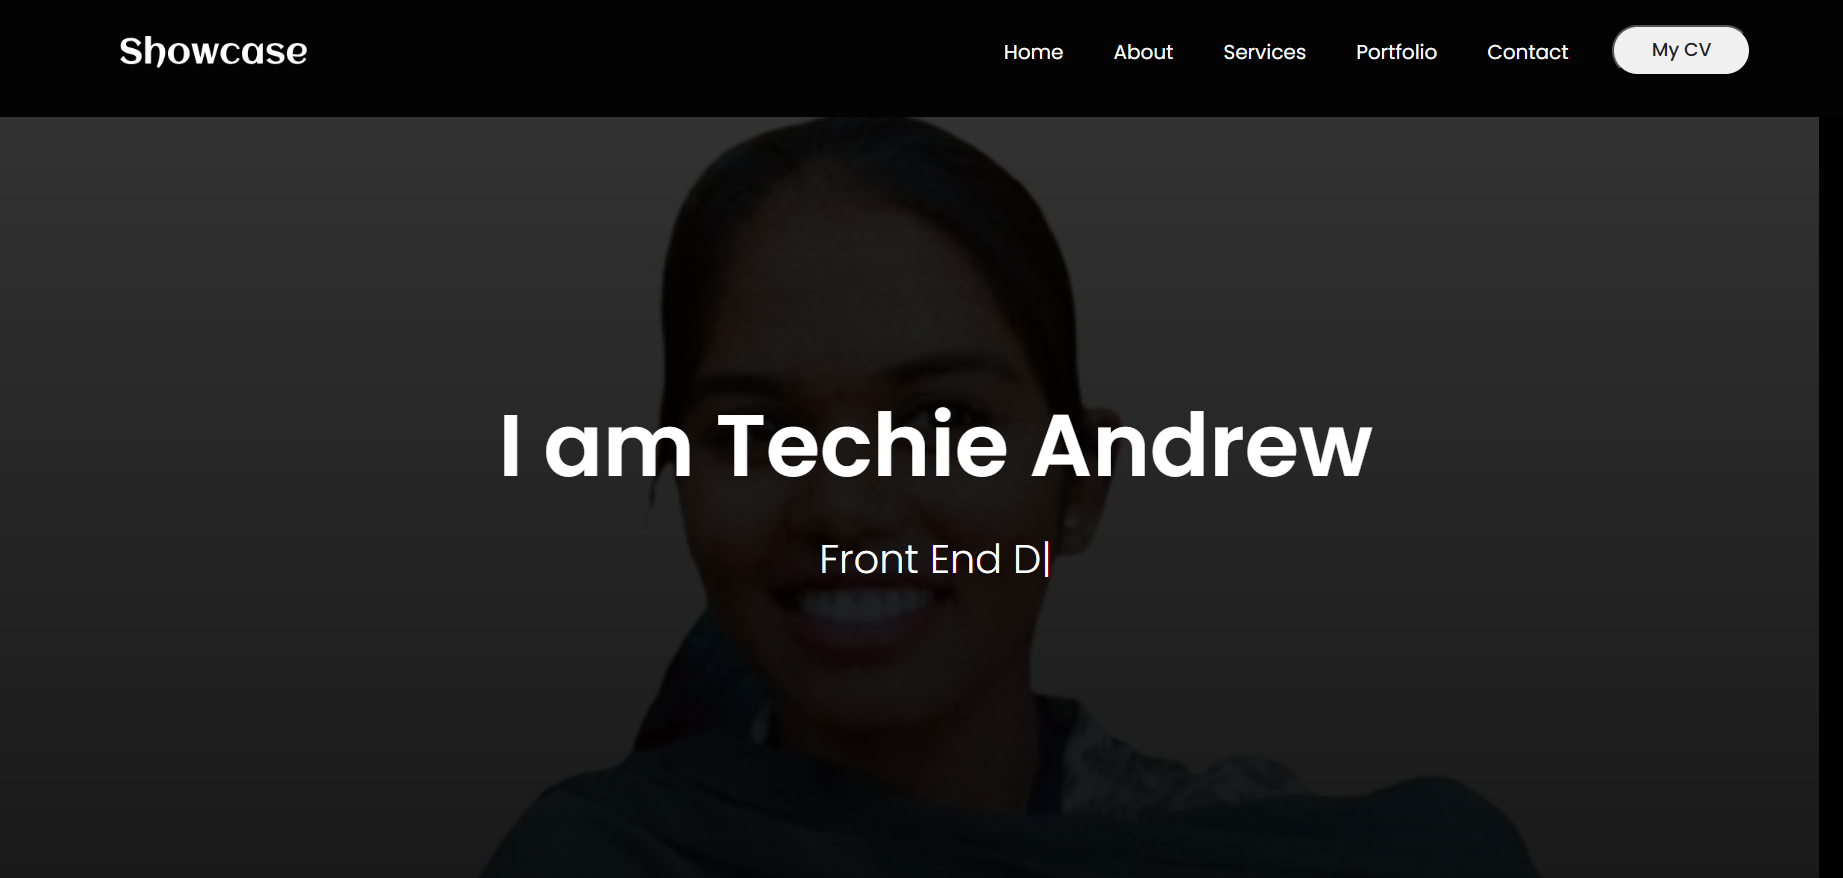 Showcase
Home About Services Portfolio Contact My CV
I am Techie Andrew
Front End D|